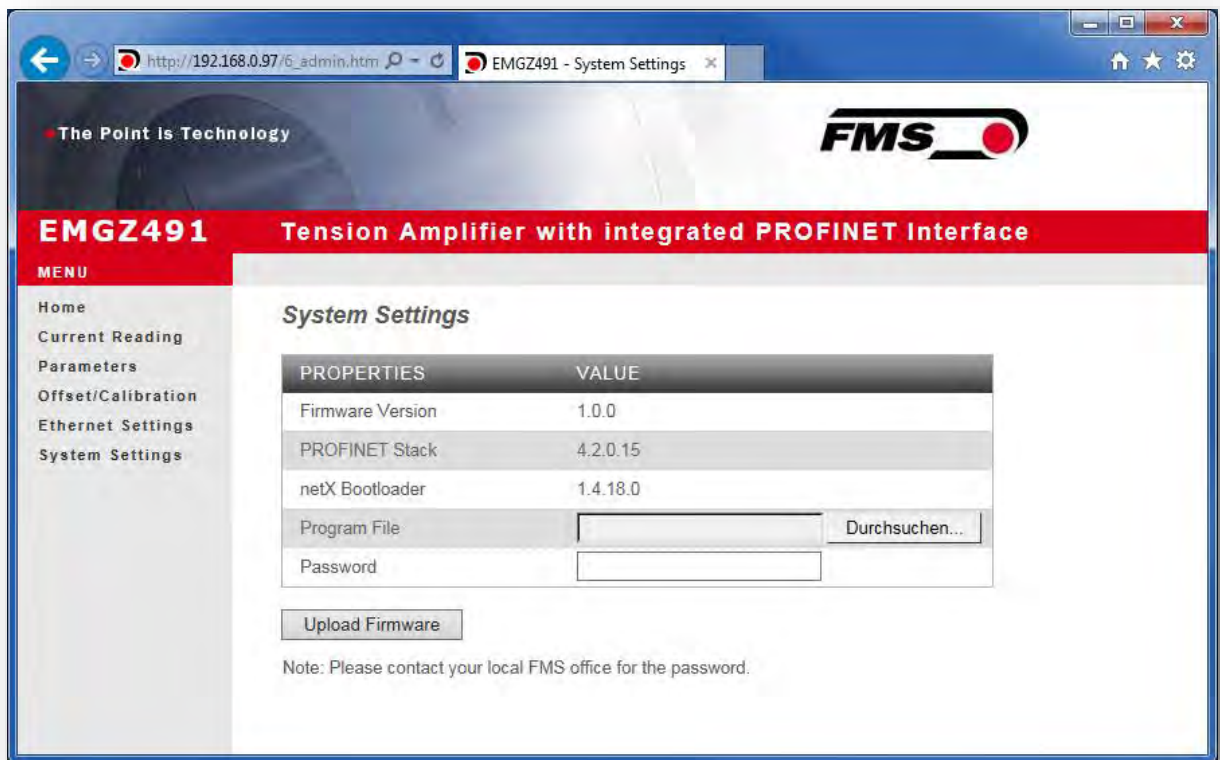 http://192.168.0.97/6_admin.htm
EMGZ491 - System Settings
The Point is Technology
FMS
EMGZ491 Tension Amplifier with integrated PROFINET Interface
MENU
Home
Current Reading
Parameters
Offset/Calibration
Ethernet Settings
System Settings
System Settings
PROPERTIES VALUE
Firmware Version 1.0.0
PROFINET Stack 4.2.0.15
netX Bootloader 1.4.18.0
Program File Durchsuchen...
Password
Upload Firmware
Note: Please contact your local FMS office for the password.